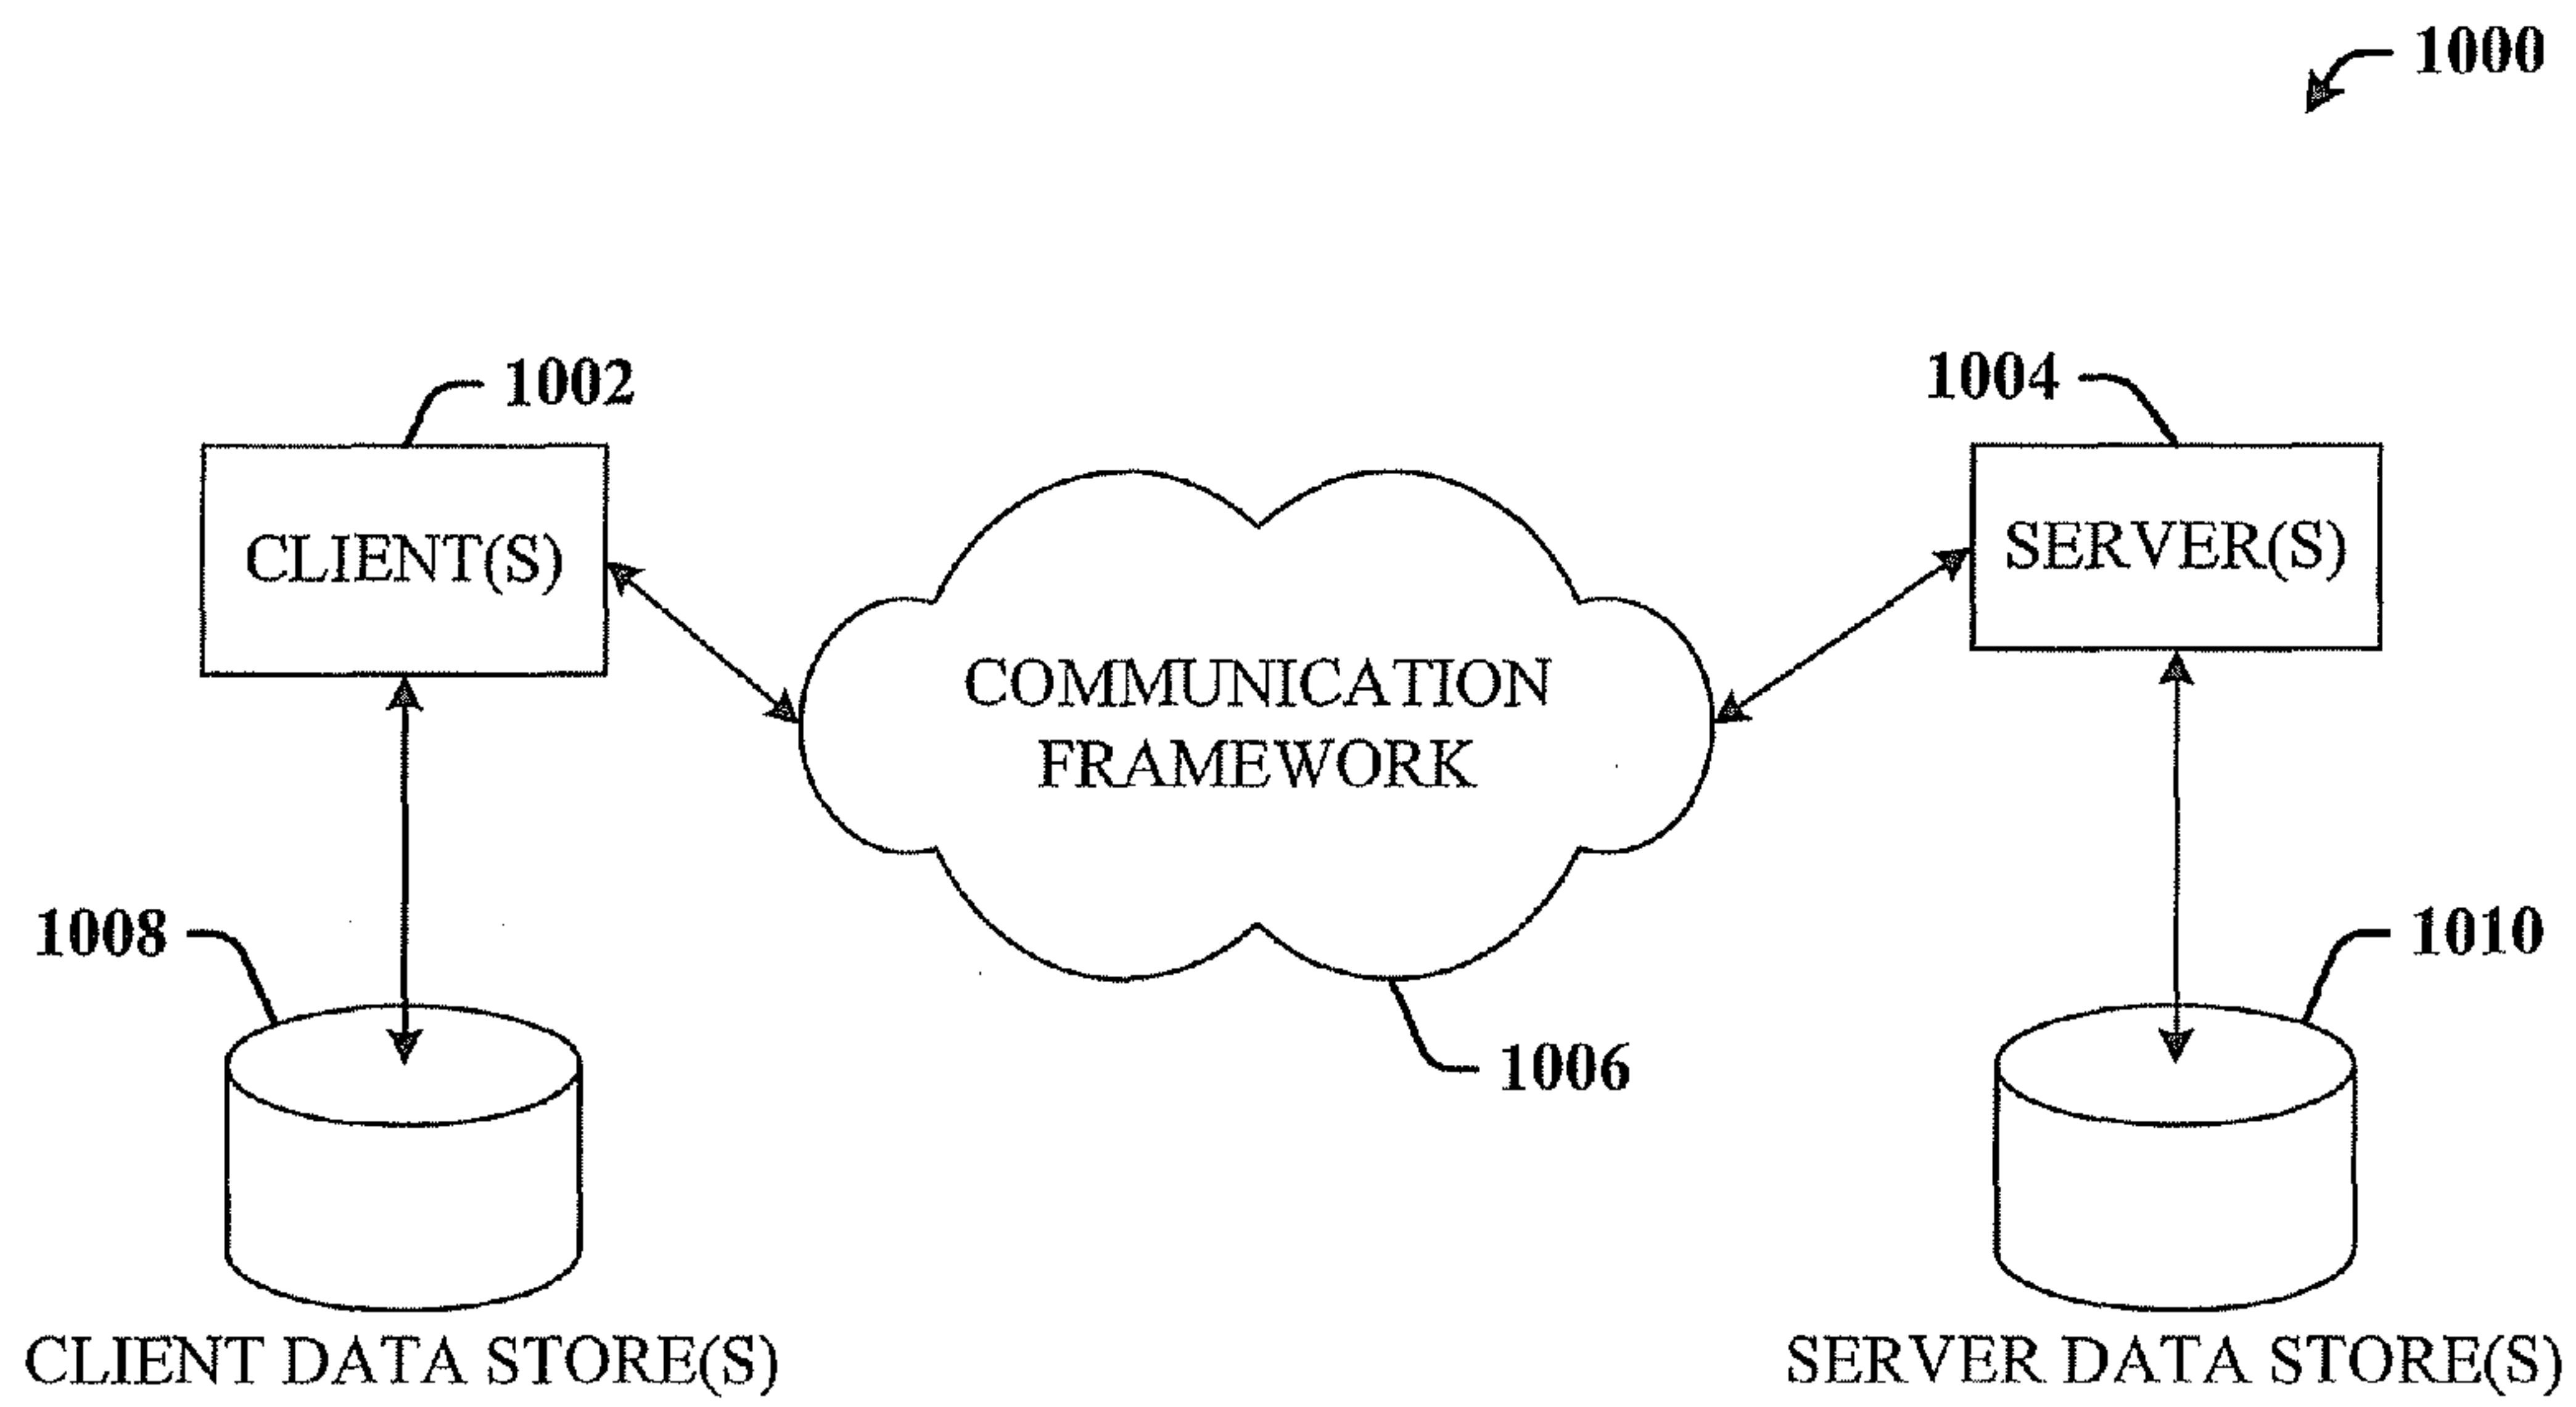 1000
1002
1004
CLIENT(S)
SERVER(S)
COMMUNICATION
FRAMEWORK
1008
1010
1006
CLIENT DATA STORE(S)
SERVER DATA STORE(S)